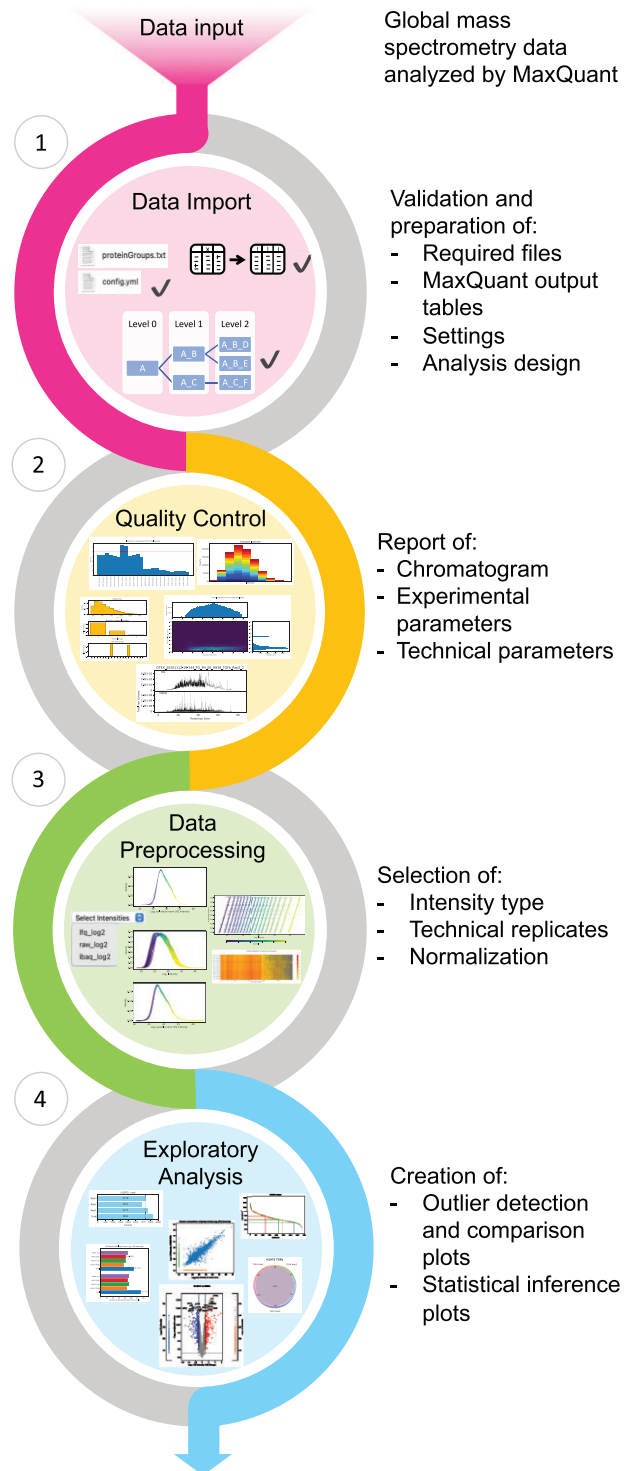 Data input
Global mass
spectrometry data
analyzed by MaxQuant
1
Data Import
proteinGroups.txt
config.yml
Level 0
Level 1
Level 2
A
A_B
A_C
A_B_D
A_B_E
A_C_F
Validation and
preparation of:
- Required files
- MaxQuant output
tables
- Settings
- Analysis design
2
Quality Control
Retention time
Report of:
- Chromatogram
- Experimental
parameters
- Technical parameters
3
Data
Preprocessing
Select Intensities
lfq_log2
raw_log2
ibaq_log2
Selection of:
- Intensity type
- Technical replicates
- Normalization
4
Exploratory
Analysis
Creation of:
- Outlier detection
and comparison
plots
- Statistical inference
plots